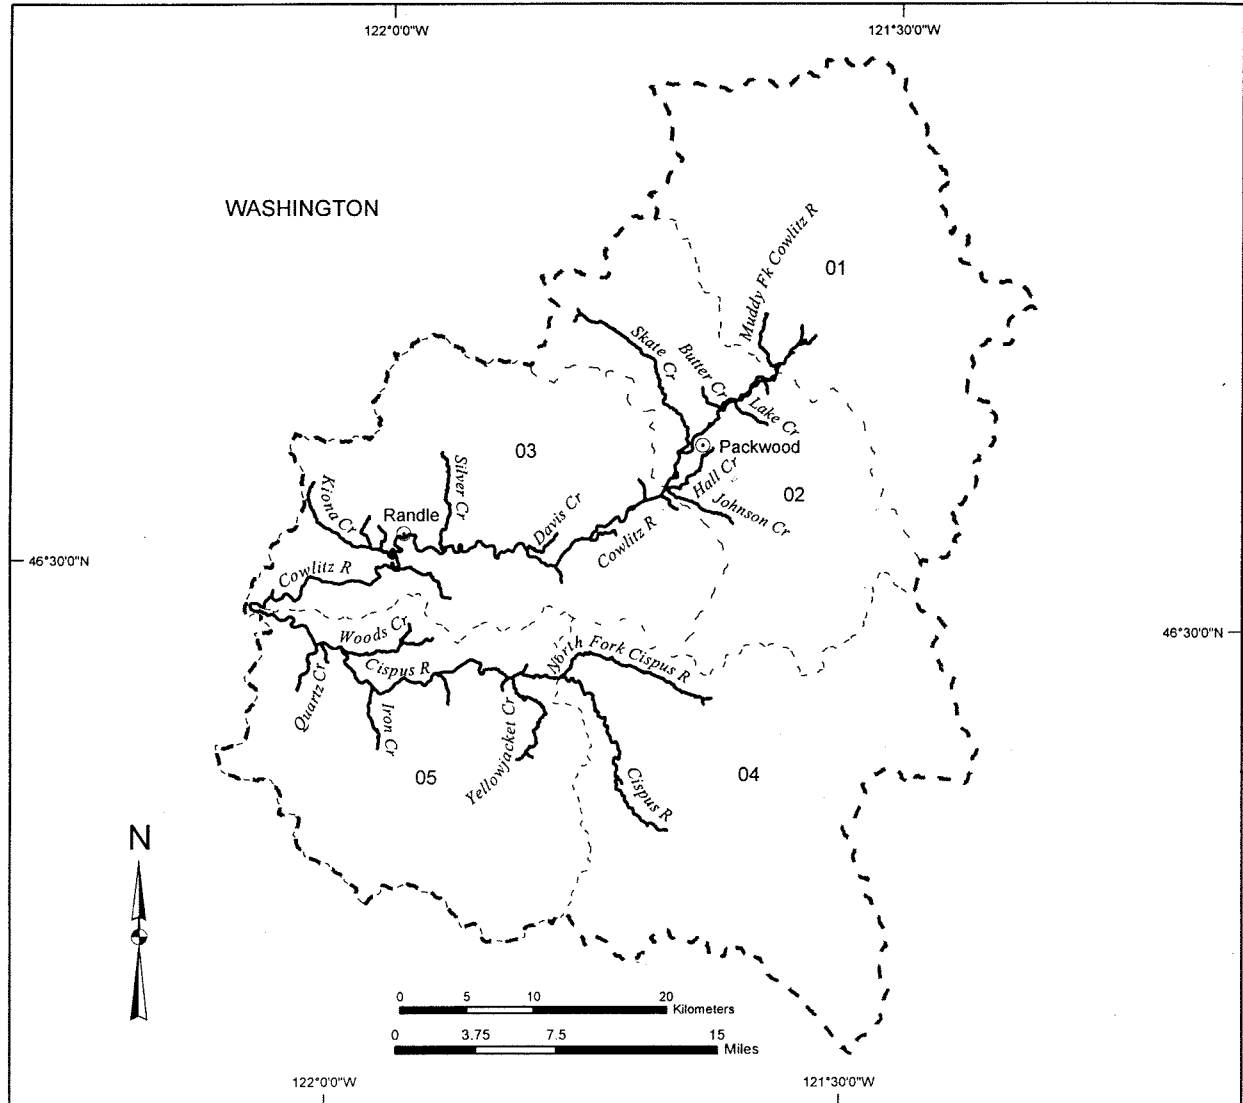 122°0'0"W
121°30'0"W
WASHINGTON
Muddy Fk Cowlitz R
01
Skate Cr
Butter Cr
Lake Cr
Packwood
03
Silver Cr
Hall Cr
02
Kiona Cr
Randle
Davis Cr
Johnson Cr
Cowlitz R
46°30'0"N
Cowlitz R
Woods Cr
46°30'0"N
North Fork Cispus R
Cispus R
Quartz Cr
Iron Cr
Yellowjacket Cr
05
04
Cispus R
N
0 5 10 20
Kilometers
0 3.75 7.5 15
Miles
122°0'0"W
121°30'0"W